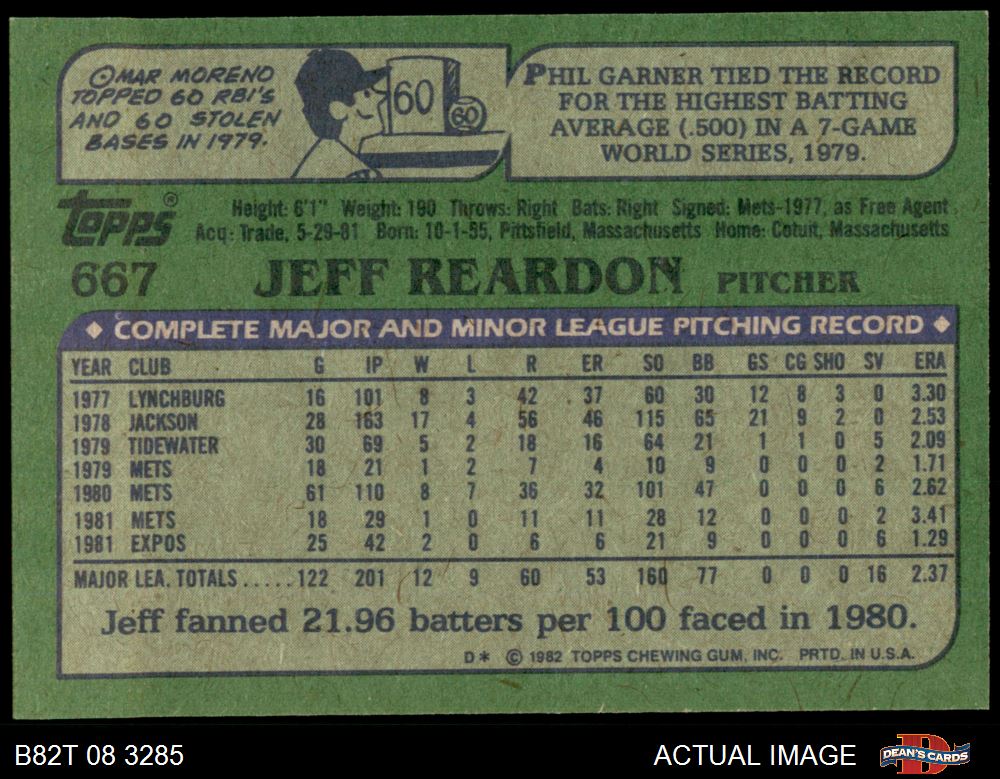 OMAR MORENO
TOPPED 60 RBI'S
AND 60 STOLEN
BASES IN 1979.
60
60
PHIL GARNER TIED THE RECORD
FOR THE HIGHEST BATTING
AVERAGE (.500) IN A 7-GAME
WORLD SERIES, 1979.
TOPPS®
Height: 6'1" Weight: 190 Throws: Right Bats: Right Signed: Mets-1977, as Free Agent
Acq: Trade, 5-29-81 Born: 10-1-55, Pittsfield, Massachusetts Home: Cotuit, Massachusetts
667 JEFF REARDON PITCHER
◆ COMPLETE MAJOR AND MINOR LEAGUE PITCHING RECORD ◆
YEAR CLUB G IP W L R ER SO BB GS CG SHO SV ERA
1977 LYNCHBURG 16 101 8 3 42 37 60 30 12 8 3 0 3.30
1978 JACKSON 28 163 17 4 56 46 115 65 21 9 2 0 2.53
1979 TIDEWATER 30 69 5 2 18 16 64 21 1 1 0 5 2.09
1979 METS 18 21 1 2 7 4 10 9 0 0 0 2 1.71
1980 METS 61 110 8 7 36 32 101 47 0 0 0 6 2.62
1981 METS 18 29 1 0 11 11 28 12 0 0 0 2 3.41
1981 EXPOS 25 42 2 0 6 6 21 9 0 0 0 6 1.29
MAJOR LEA. TOTALS.....122 201 12 9 60 53 160 77 0 0 0 16 2.37
Jeff fanned 21.96 batters per 100 faced in 1980.
D* © 1982 TOPPS CHEWING GUM, INC. PRTD. IN U.S.A.
B82T 08 3285 ACTUAL IMAGE DEAN'S CARDS